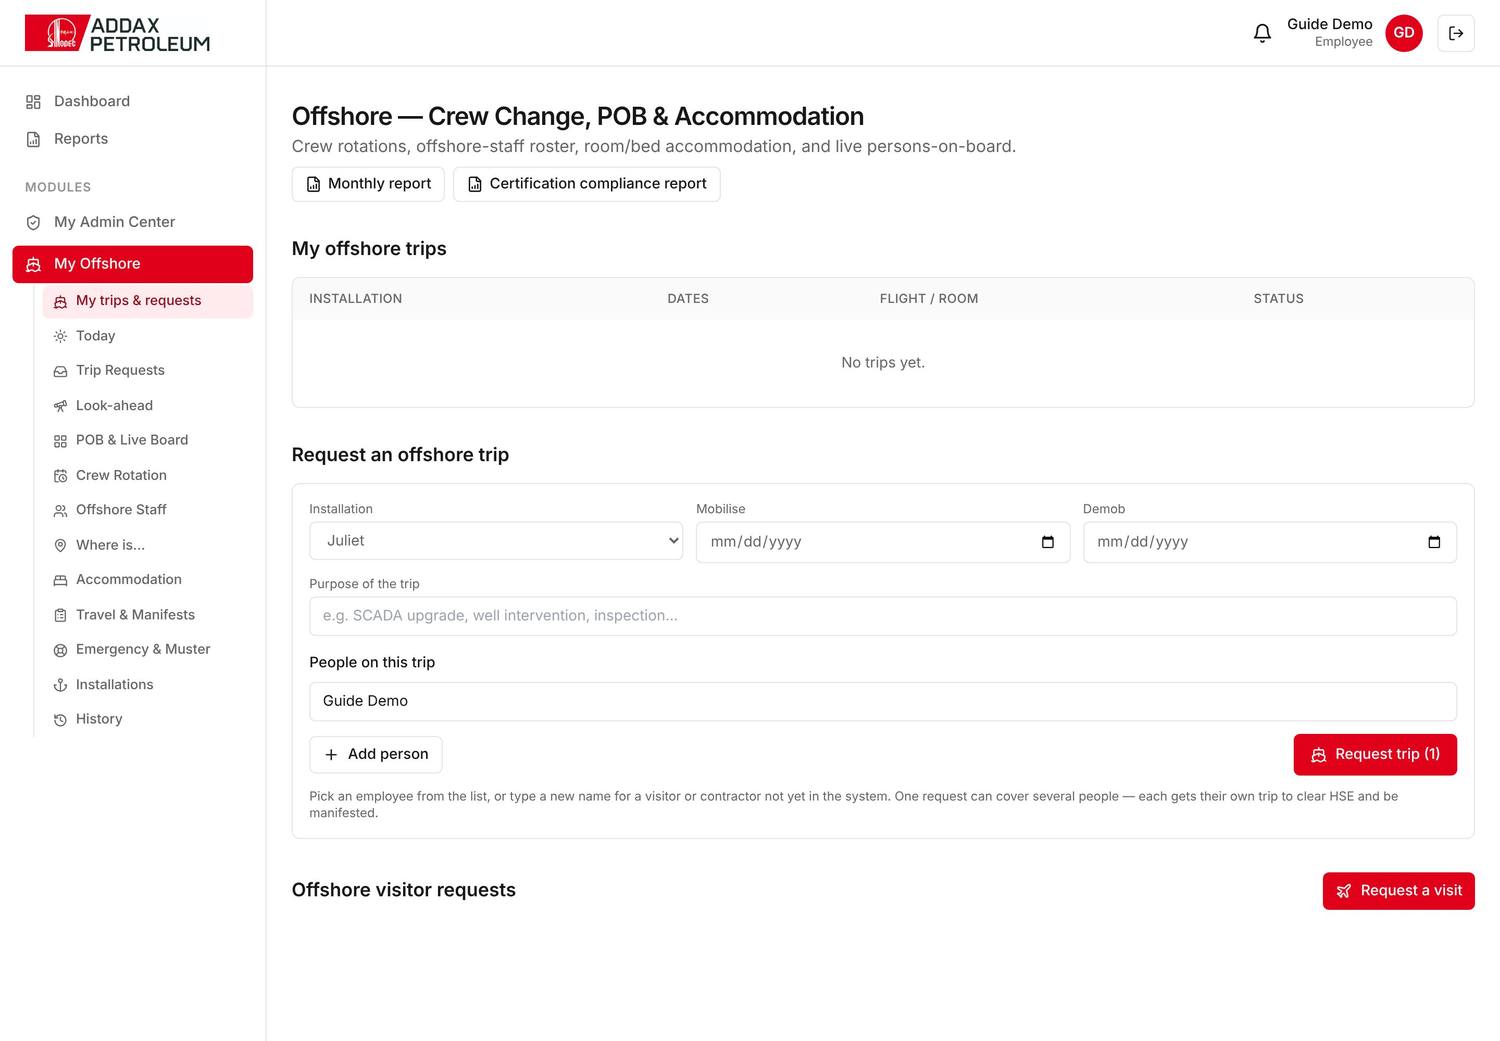 ADDAX
PETROLEUM
Guide Demo
Employee
GD
Dashboard
Reports
MODULES
My Admin Center
My Offshore
My trips & requests
Today
Trip Requests
Look-ahead
POB & Live Board
Crew Rotation
Offshore Staff
Where is...
Accommodation
Travel & Manifests
Emergency & Muster
Installations
History
Offshore — Crew Change, POB & Accommodation
Crew rotations, offshore-staff roster, room/bed accommodation, and live persons-on-board.
Monthly report
Certification compliance report
My offshore trips
INSTALLATION DATES FLIGHT / ROOM STATUS
No trips yet.
Request an offshore trip
Installation Mobilise Demob
Juliet mm/dd/yyyy mm/dd/yyyy
Purpose of the trip
e.g. SCADA upgrade, well intervention, inspection...
People on this trip
Guide Demo
Add person
Request trip (1)
Pick an employee from the list, or type a new name for a visitor or contractor not yet in the system. One request can cover several people — each gets their own trip to clear HSE and be
manifested.
Offshore visitor requests
Request a visit